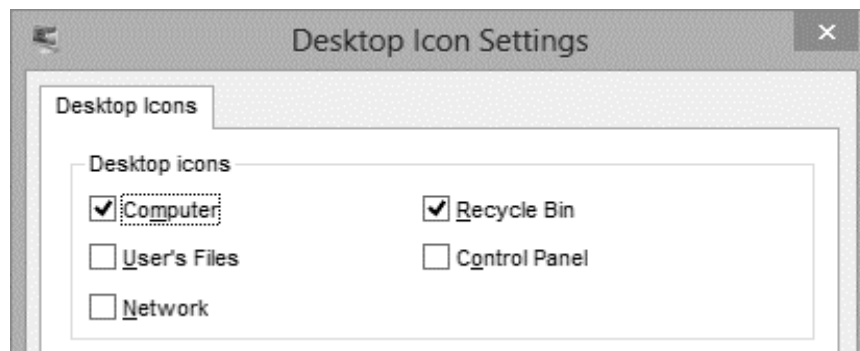 Desktop Icon Settings
Desktop Icons
Desktop icons
Computer
Recycle Bin
User's Files
Control Panel
Network